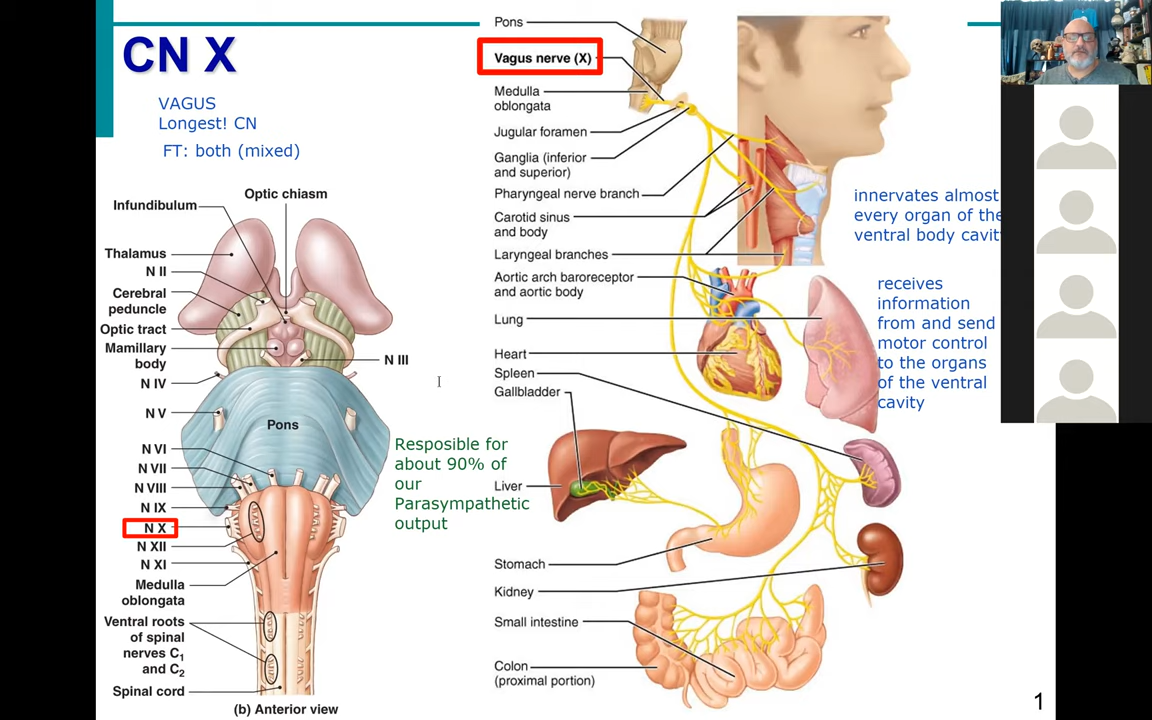 CN X
VAGUS
Longest! CN
FT: both (mixed)
Optic chiasm
Infundibulum
Thalamus
N II
Cerebral
peduncle
Optic tract
Mamillary
body
N III
N IV
N V
Pons
N VI
N VII
N VIII
N IX
N X
N XII
N XI
Medulla
oblongata
Ventral roots
of spinal
nerves C1
and C2
Spinal cord
(b) Anterior view
Resposible for
about 90% of
our
Parasympathetic
output
Pons
Vagus nerve (X)
Medulla
oblongata
Jugular foramen
Ganglia (inferior
and superior)
Pharyngeal nerve branch
Carotid sinus
and body
Laryngeal branches
Aortic arch baroreceptor
and aortic body
Lung
Heart
Spleen
Gallbladder
Liver
Stomach
Kidney
Small intestine
Colon
(proximal portion)
innervates almost
every organ of the
ventral body cavit
receives
information
from and send
motor control
to the organs
of the ventral
cavity
1